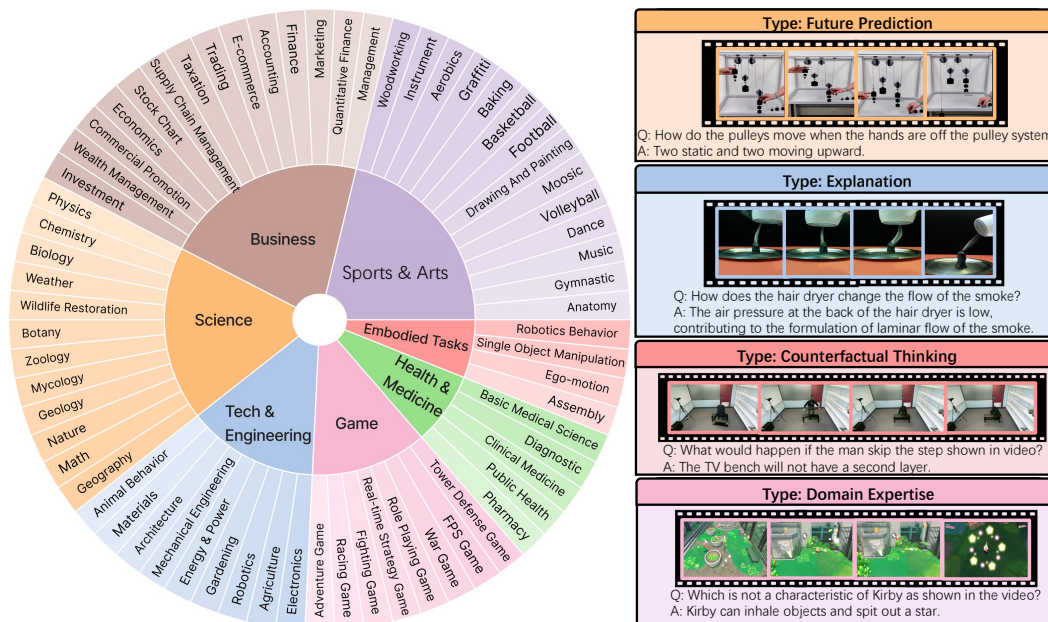 Business
Sports & Arts
Embodied Tasks
Health &
Medicine
Game
Tech &
Engineering
Science
Investment
Wealth Management
Commercial Promotion
Economics
Stock Chart
Supply Chain Management
Taxation
Trading
E-commerce
Accounting
Finance
Marketing
Quantitative Finance
Management
Woodworking
Instrument
Aerobics
Graffiti
Baking
Basketball
Football
Drawing And Painting
Moosic
Volleyball
Dance
Music
Gymnastic
Anatomy
Robotics Behavior
Single Object Manipulation
Ego-motion
Assembly
Basic Medical Science
Diagnostic
Clinical Medicine
Public Health
Pharmacy
Tower Defense Game
FPS Game
War Game
Role Playing Game
Real-time Strategy Game
Fighting Game
Racing Game
Adventure Game
Electronics
Agriculture
Robotics
Gardening
Energy & Power
Mechanical Engineering
Architecture
Materials
Animal Behavior
Geography
Math
Nature
Geology
Mycology
Zoology
Botany
Wildlife Restoration
Weather
Biology
Chemistry
Physics
Type: Future Prediction
Q: How do the pulleys move when the hands are off the pulley system
A: Two static and two moving upward.
Type: Explanation
Q: How does the hair dryer change the flow of the smoke?
A: The air pressure at the back of the hair dryer is low,
contributing to the formulation of laminar flow of the smoke.
Type: Counterfactual Thinking
Q: What would happen if the man skip the step shown in video?
A: The TV bench will not have a second layer.
Type: Domain Expertise
Q: Which is not a characteristic of Kirby as shown in the video?
A: Kirby can inhale objects and spit out a star.